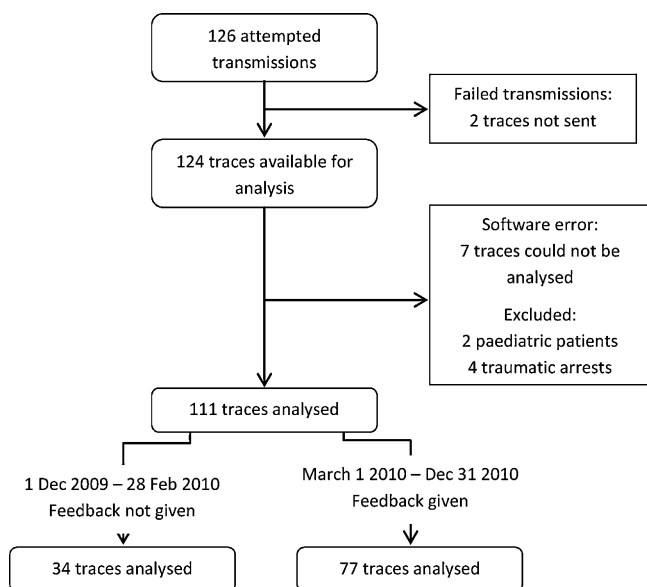 126 attempted
transmissions
Failed transmissions:
2 traces not sent
124 traces available for
analysis
Software error:
7 traces could not be
analysed
Excluded:
2 paediatric patients
4 traumatic arrests
111 traces analysed
1 Dec 2009 – 28 Feb 2010
Feedback not given
March 1 2010 – Dec 31 2010
Feedback given
34 traces analysed
77 traces analysed